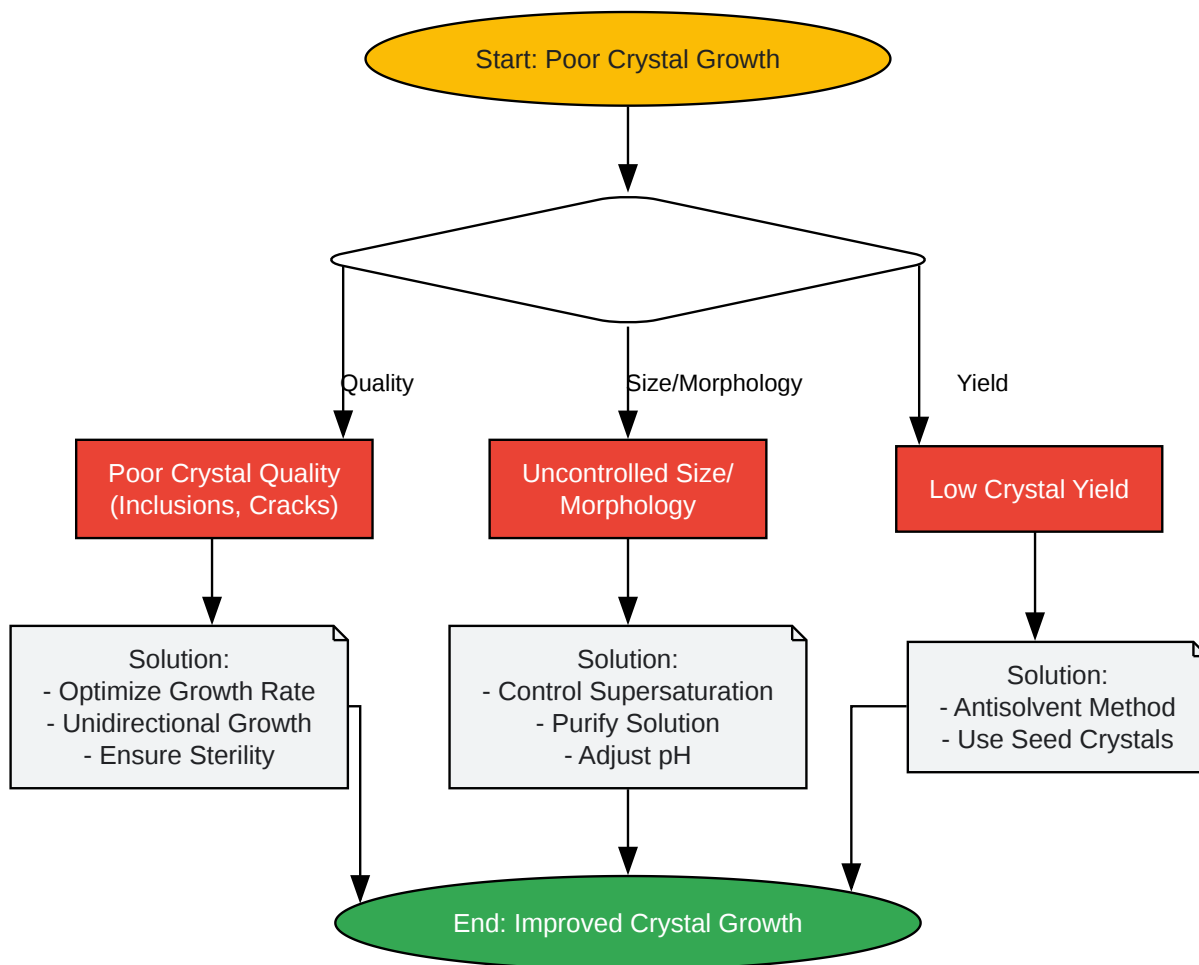 Start: Poor Crystal Growth
Quality
Size/Morphology
Yield
Poor Crystal Quality
(Inclusions, Cracks)
Uncontrolled Size/
Morphology
Low Crystal Yield
Solution:
- Optimize Growth Rate
- Unidirectional Growth
- Ensure Sterility
Solution:
- Control Supersaturation
- Purify Solution
- Adjust pH
Solution:
- Antisolvent Method
- Use Seed Crystals
End: Improved Crystal Growth